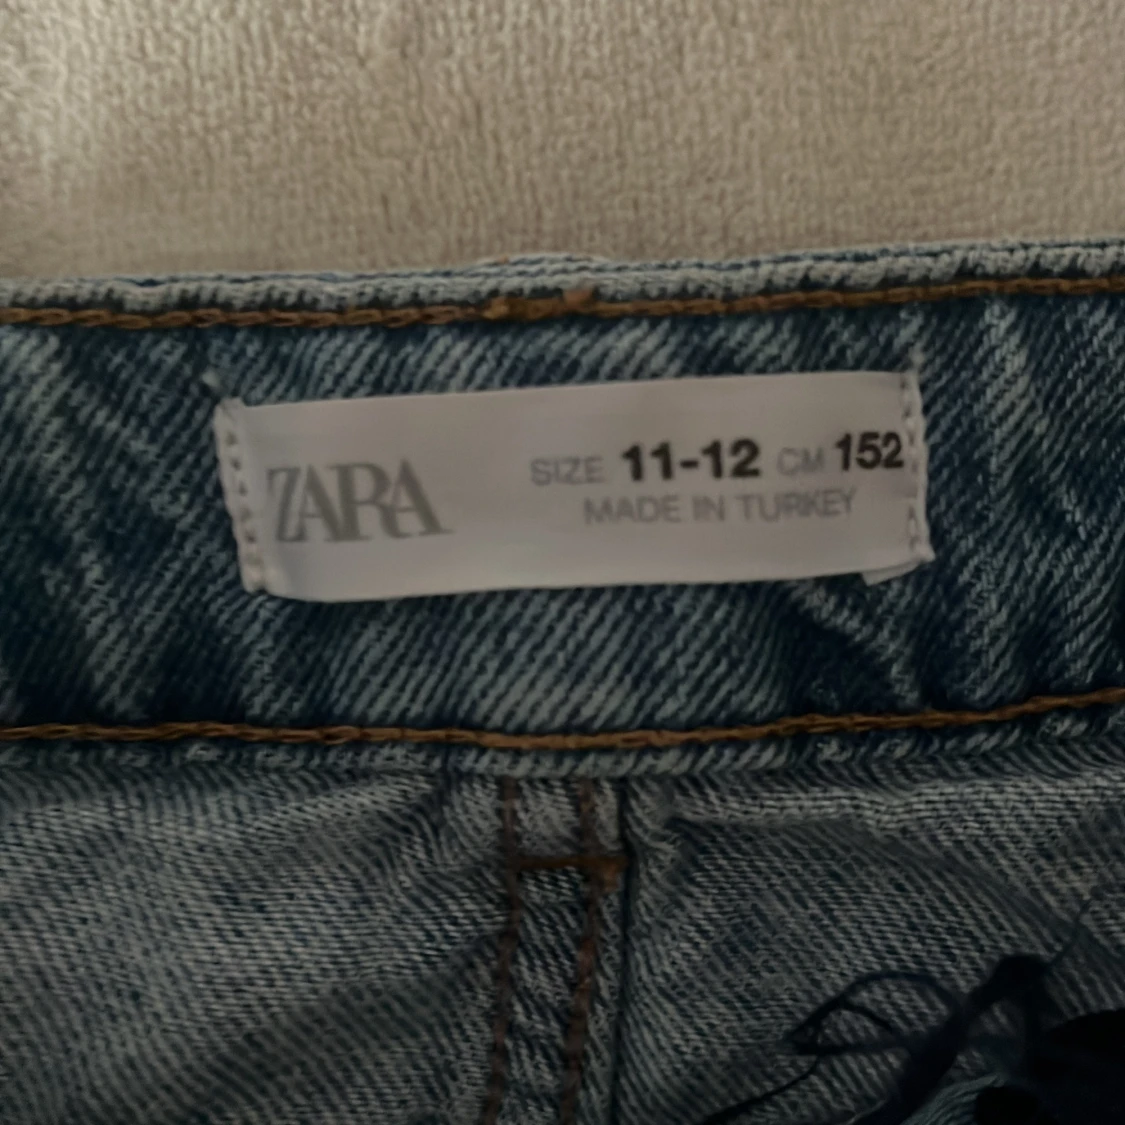 ZARA
SIZE 11-12 CM 152
MADE IN TURKEY